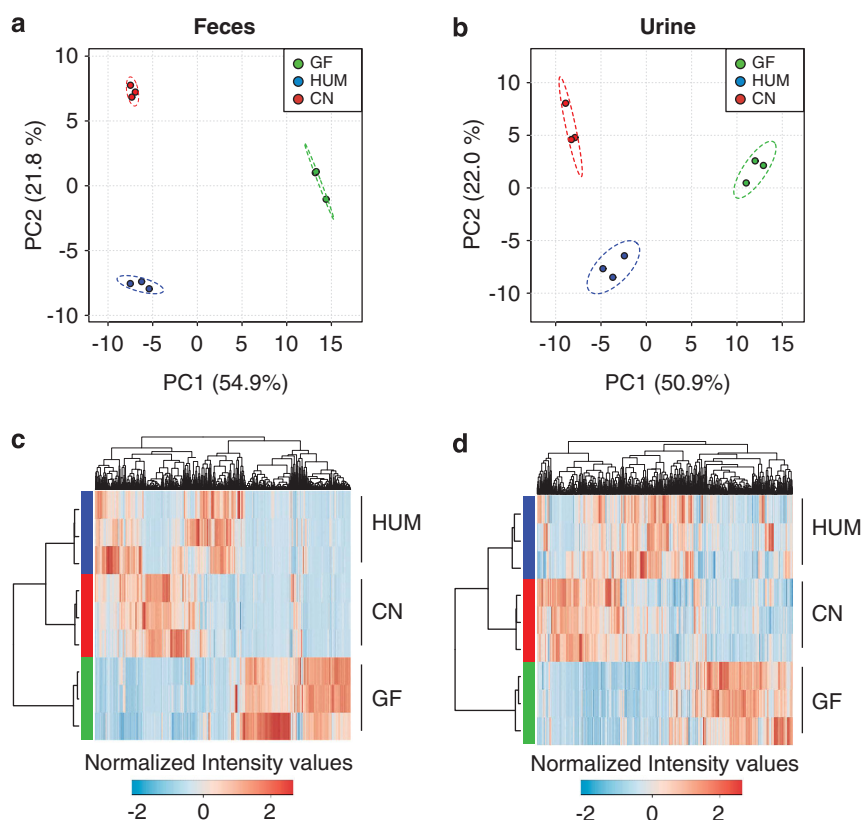 a
Feces
GF
HUM
CN
10
5
0
-5
-10
PC2 (21.8 %)
-10 -5 0 5 10 15
PC1 (54.9%)
b
Urine
GF
HUM
CN
10
5
0
-5
-10
PC2 (22.0 %)
-10 -5 0 5 10 15
PC1 (50.9%)
c
HUM
CN
GF
Normalized Intensity values
-2 0 2
d
HUM
CN
GF
Normalized Intensity values
-2 0 2